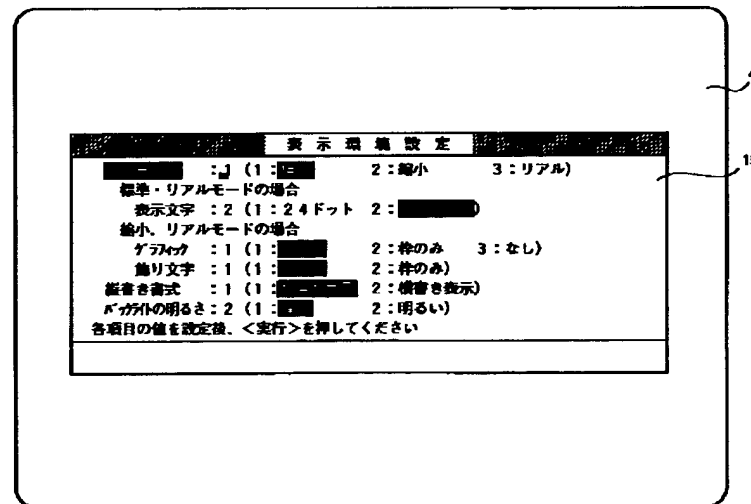 表示環境設定
:1 (1: 2:縮小 3:リアル)
標準・リアルモードの場合
表示文字 :2 (1:24ドット 2: )
縮小、リアルモードの場合
グラフィック :1 (1: 2:枠のみ 3:なし)
飾り文字 :1 (1: 2:枠のみ)
縦書き書式 :1 (1: 2:横書き表示)
バックライトの明るさ:2 (1: 2:明るい)
各項目の値を設定後、<実行>を押してください